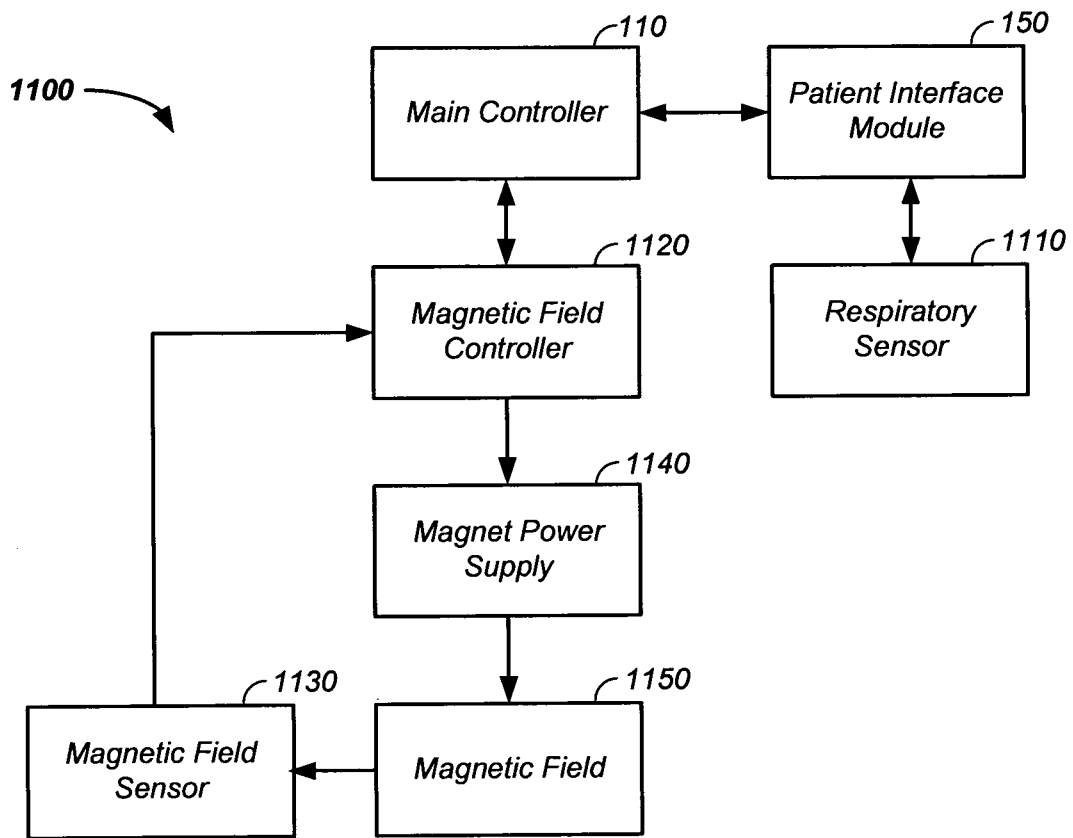 110
150
1100
Main Controller
Patient Interface
Module
1120
1110
Magnetic Field
Controller
Respiratory
Sensor
1140
Magnet Power
Supply
1130
1150
Magnetic Field
Sensor
Magnetic Field